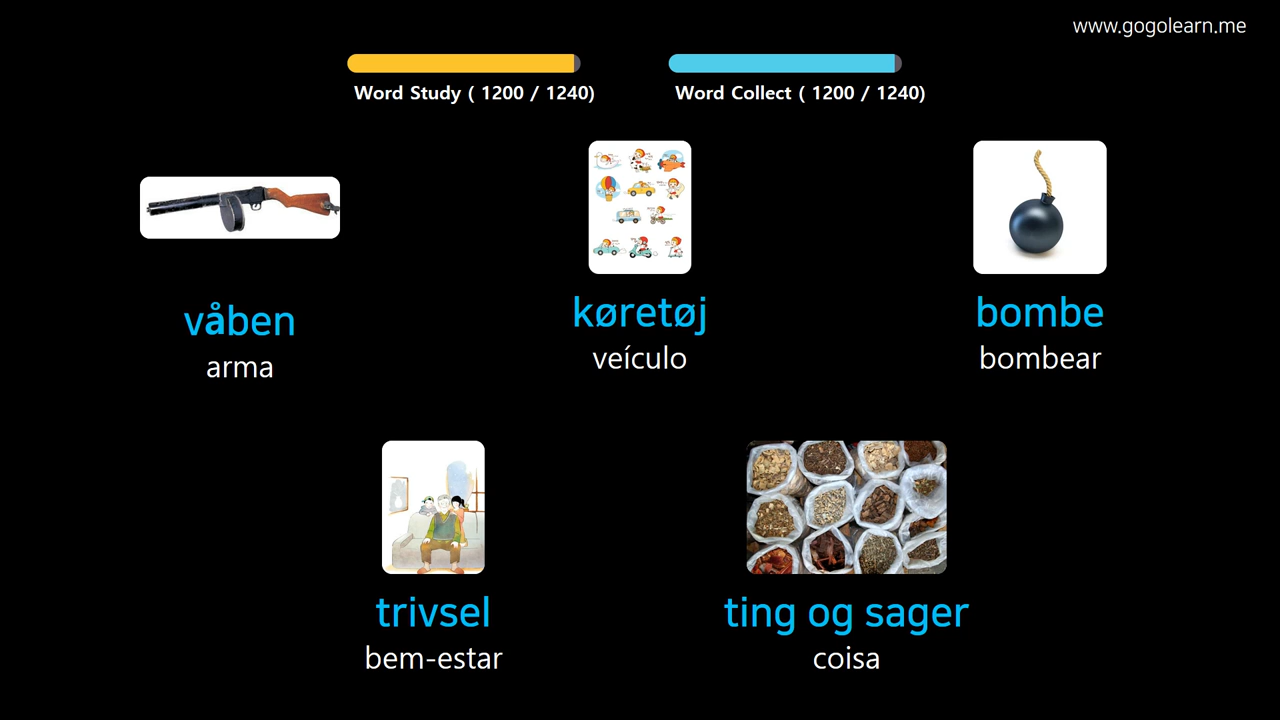 www.gogolearn.me
Word Study ( 1200 / 1240)
Word Collect ( 1200 / 1240)
våben
arma
køretøj
veículo
bombe
bombear
trivsel
bem-estar
ting og sager
coisa